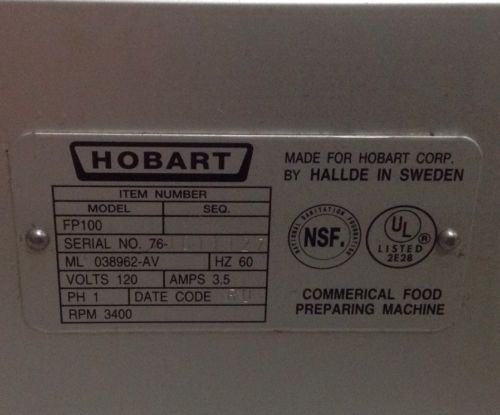 HOBART
MADE FOR HOBART CORP.
BY HALLDE IN SWEDEN
ITEM NUMBER
MODEL SEQ.
FP100
SERIAL NO. 76-
ML 038962-AV HZ 60
VOLTS 120 AMPS 3.5
PH 1 DATE CODE
RPM 3400
NATIONAL SANITATION FOUNDATION
NSF.
UL
LISTED
2E28
COMMERICAL FOOD
PREPARING MACHINE